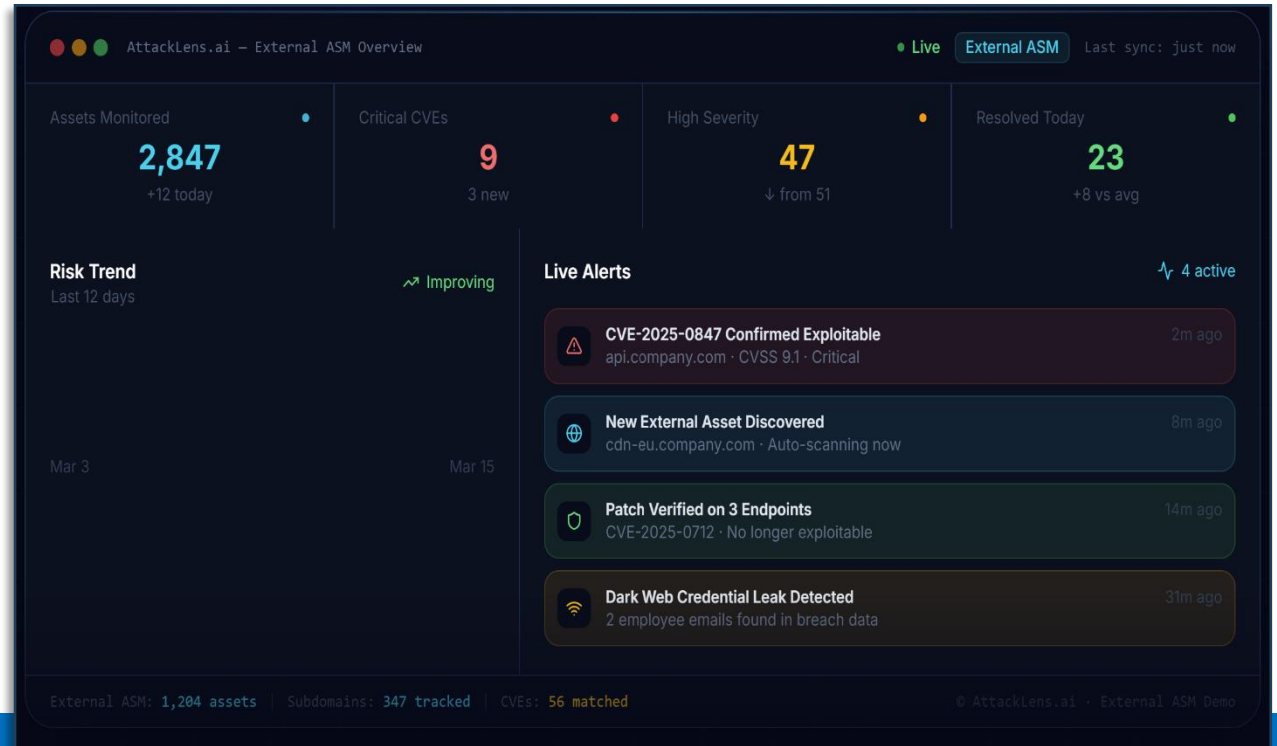 AttackLens.ai — External ASM Overview
Live
External ASM
Last sync: just now
Assets Monitored
2,847
+12 today
Critical CVEs
9
3 new
High Severity
47
↓ from 51
Resolved Today
23
+8 vs avg
Risk Trend
Last 12 days
Improving
Mar 3
Mar 15
Live Alerts
4 active
CVE-2025-0847 Confirmed Exploitable
2m ago
api.company.com · CVSS 9.1 · Critical
New External Asset Discovered
8m ago
cdn-eu.company.com · Auto-scanning now
Patch Verified on 3 Endpoints
14m ago
CVE-2025-0712 · No longer exploitable
Dark Web Credential Leak Detected
31m ago
2 employee emails found in breach data
External ASM: 1,204 assets | Subdomains: 347 tracked | CVEs: 56 matched
© AttackLens.ai · External ASM Demo